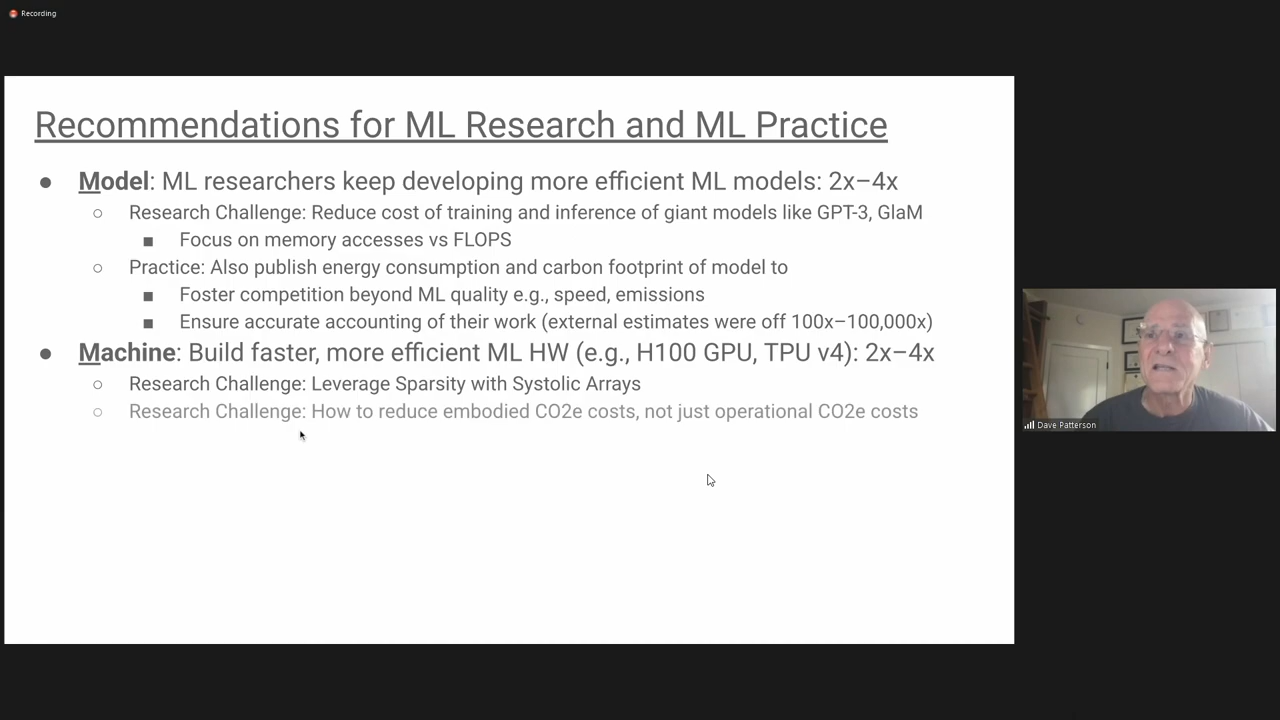 Recording
Recommendations for ML Research and ML Practice
● Model: ML researchers keep developing more efficient ML models: 2x–4x
○ Research Challenge: Reduce cost of training and inference of giant models like GPT-3, GlaM
■ Focus on memory accesses vs FLOPS
○ Practice: Also publish energy consumption and carbon footprint of model to
■ Foster competition beyond ML quality e.g., speed, emissions
■ Ensure accurate accounting of their work (external estimates were off 100x–100,000x)
● Machine: Build faster, more efficient ML HW (e.g., H100 GPU, TPU v4): 2x–4x
○ Research Challenge: Leverage Sparsity with Systolic Arrays
○ Research Challenge: How to reduce embodied CO2e costs, not just operational CO2e costs
Dave Patterson